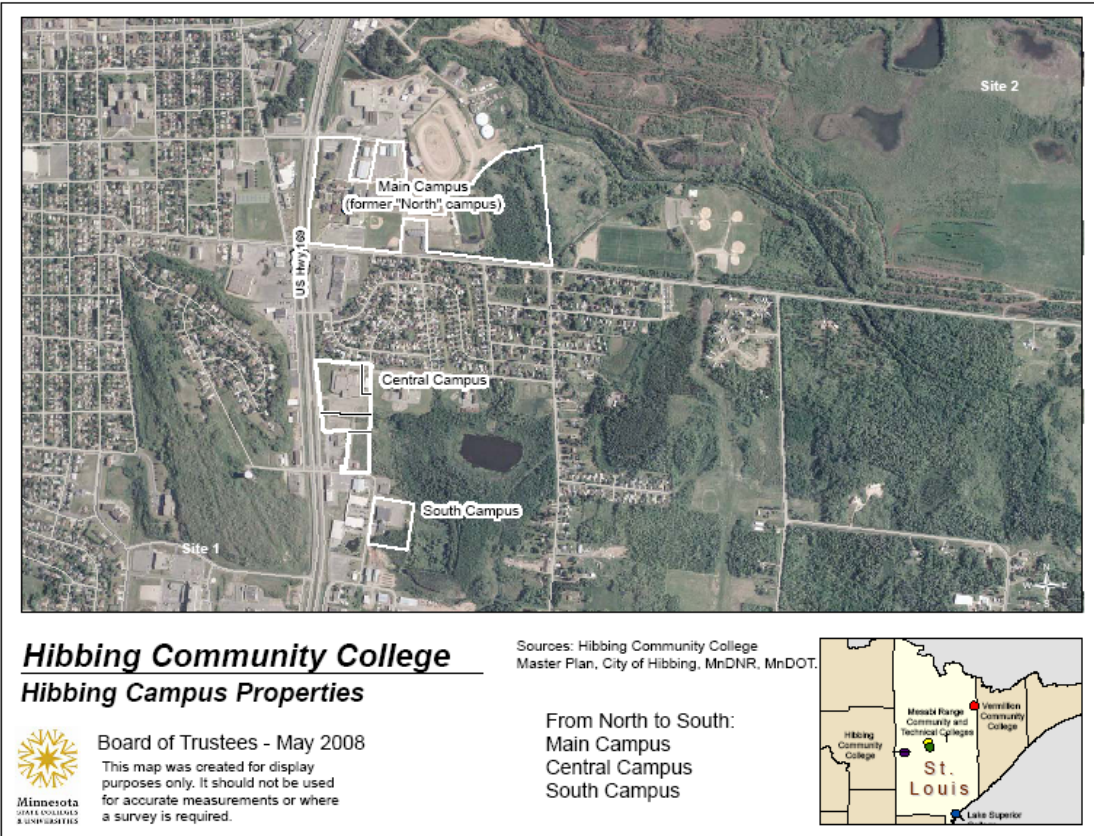 Site 2
Main Campus
(former "North" campus)
US Hwy 169
Central Campus
South Campus
Site 1
N
W E
S
Hibbing Community College
Hibbing Campus Properties
Board of Trustees - May 2008
This map was created for display
purposes only. It should not be used
for accurate measurements or where
a survey is required.
Minnesota
STATE COLLEGES
& UNIVERSITIES
Sources: Hibbing Community College
Master Plan, City of Hibbing, MnDNR, MnDOT.
From North to South:
Main Campus
Central Campus
South Campus
Mesabi Range
Community and
Technical Colleges
Vermilion
Community
College
Hibbing
Community
College
St.
Louis
Lake Superior